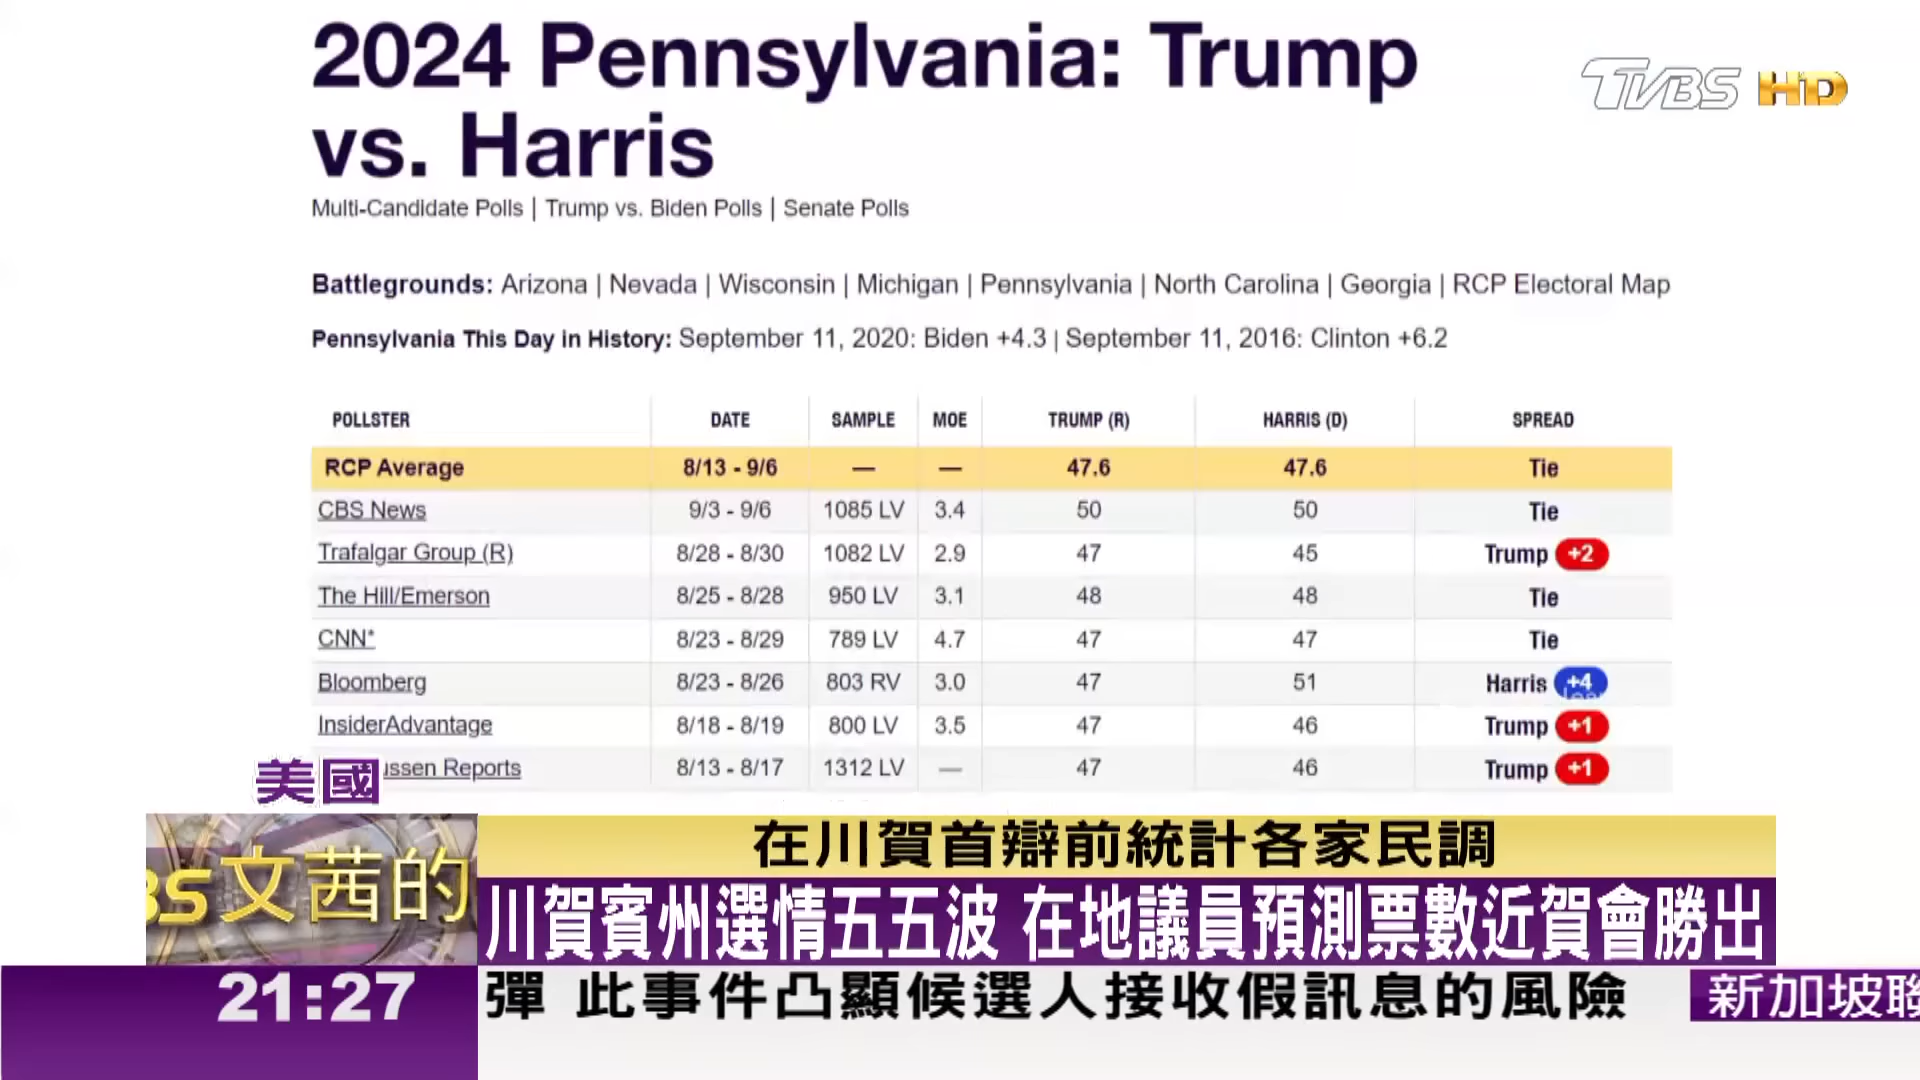 2024 Pennsylvania: Trump
vs. Harris
TVBS HD
Multi-Candidate Polls | Trump vs. Biden Polls | Senate Polls
Battlegrounds: Arizona | Nevada | Wisconsin | Michigan | Pennsylvania | North Carolina | Georgia | RCP Electoral Map
Pennsylvania This Day in History: September 11, 2020: Biden +4.3 | September 11, 2016: Clinton +6.2
POLLSTER DATE SAMPLE MOE TRUMP (R) HARRIS (D) SPREAD
RCP Average 8/13 - 9/6 — — 47.6 47.6 Tie
CBS News 9/3 - 9/6 1085 LV 3.4 50 50 Tie
Trafalgar Group (R) 8/28 - 8/30 1082 LV 2.9 47 45 Trump +2
The Hill/Emerson 8/25 - 8/28 950 LV 3.1 48 48 Tie
CNN* 8/23 - 8/29 789 LV 4.7 47 47 Tie
Bloomberg 8/23 - 8/26 803 RV 3.0 47 51 Harris +4
InsiderAdvantage 8/18 - 8/19 800 LV 3.5 47 46 Trump +1
ussen Reports 8/13 - 8/17 1312 LV — 47 46 Trump +1
美國
在川賀首辯前統計各家民調
BS 文茜的
川賀賓州選情五五波 在地議員預測票數近賀會勝出
21:27
彈 此事件凸顯候選人接收假訊息的風險
新加坡聯